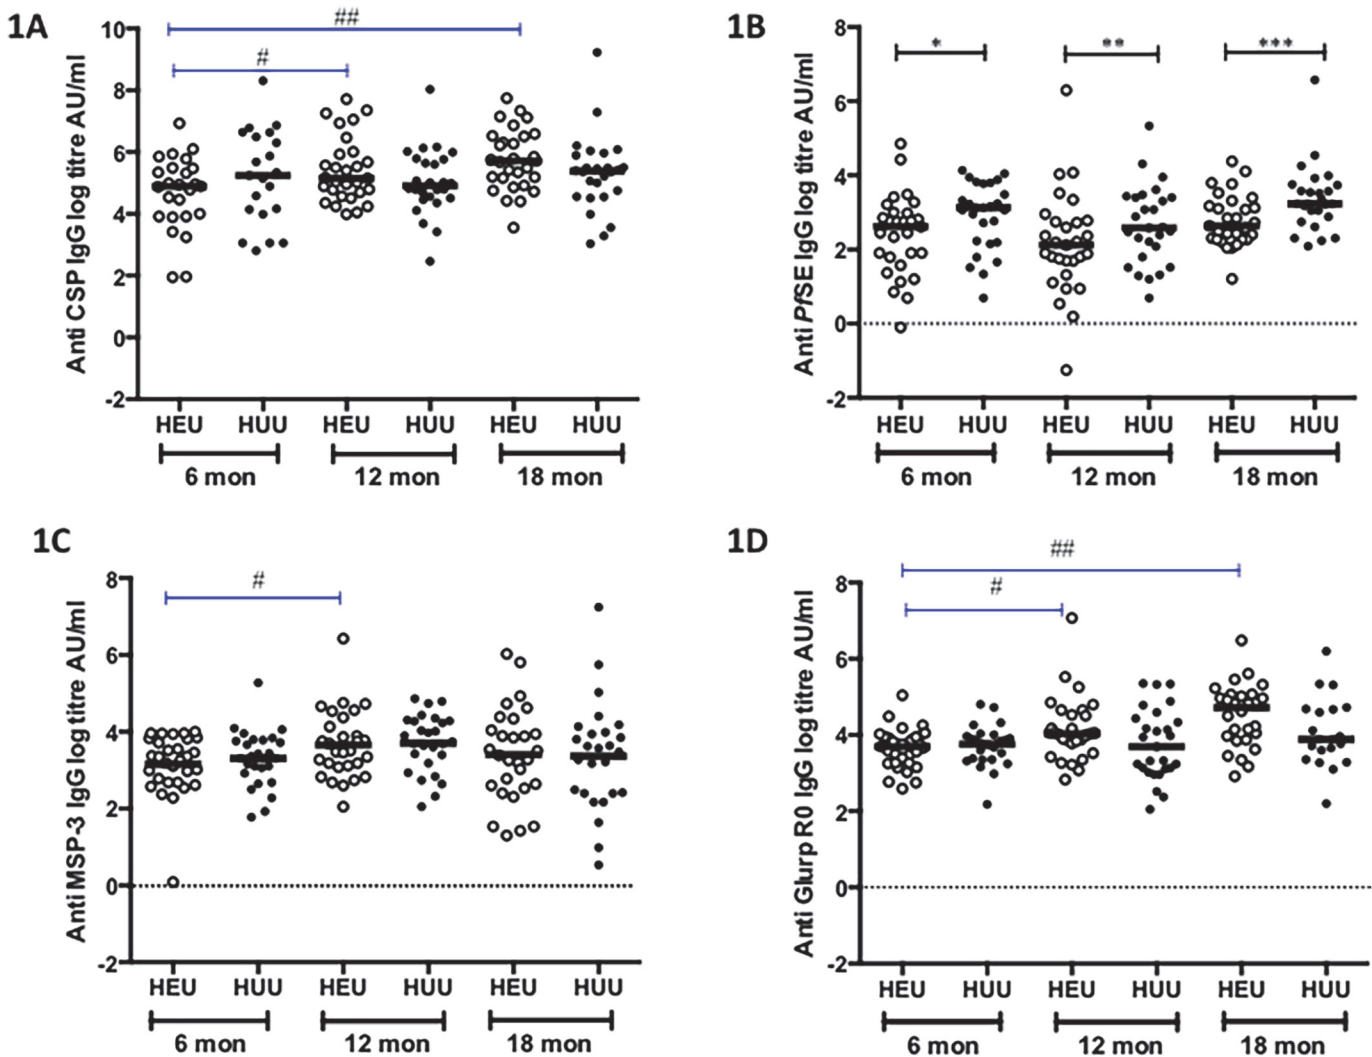 1A
Anti CSP IgG log titre AU/ml
10
8
6
4
2
0
-2
##
#
HEU HUU HEU HUU HEU HUU
6 mon 12 mon 18 mon
1B
Anti PfSE IgG log titre AU/ml
8
6
4
2
0
-2
* ** ***
HEU HUU HEU HUU HEU HUU
6 mon 12 mon 18 mon
1C
Anti MSP-3 IgG log titre AU/ml
8
6
4
2
0
-2
#
HEU HUU HEU HUU HEU HUU
6 mon 12 mon 18 mon
1D
Anti Glurp R0 IgG log titre AU/ml
8
6
4
2
0
-2
##
#
HEU HUU HEU HUU HEU HUU
6 mon 12 mon 18 mon